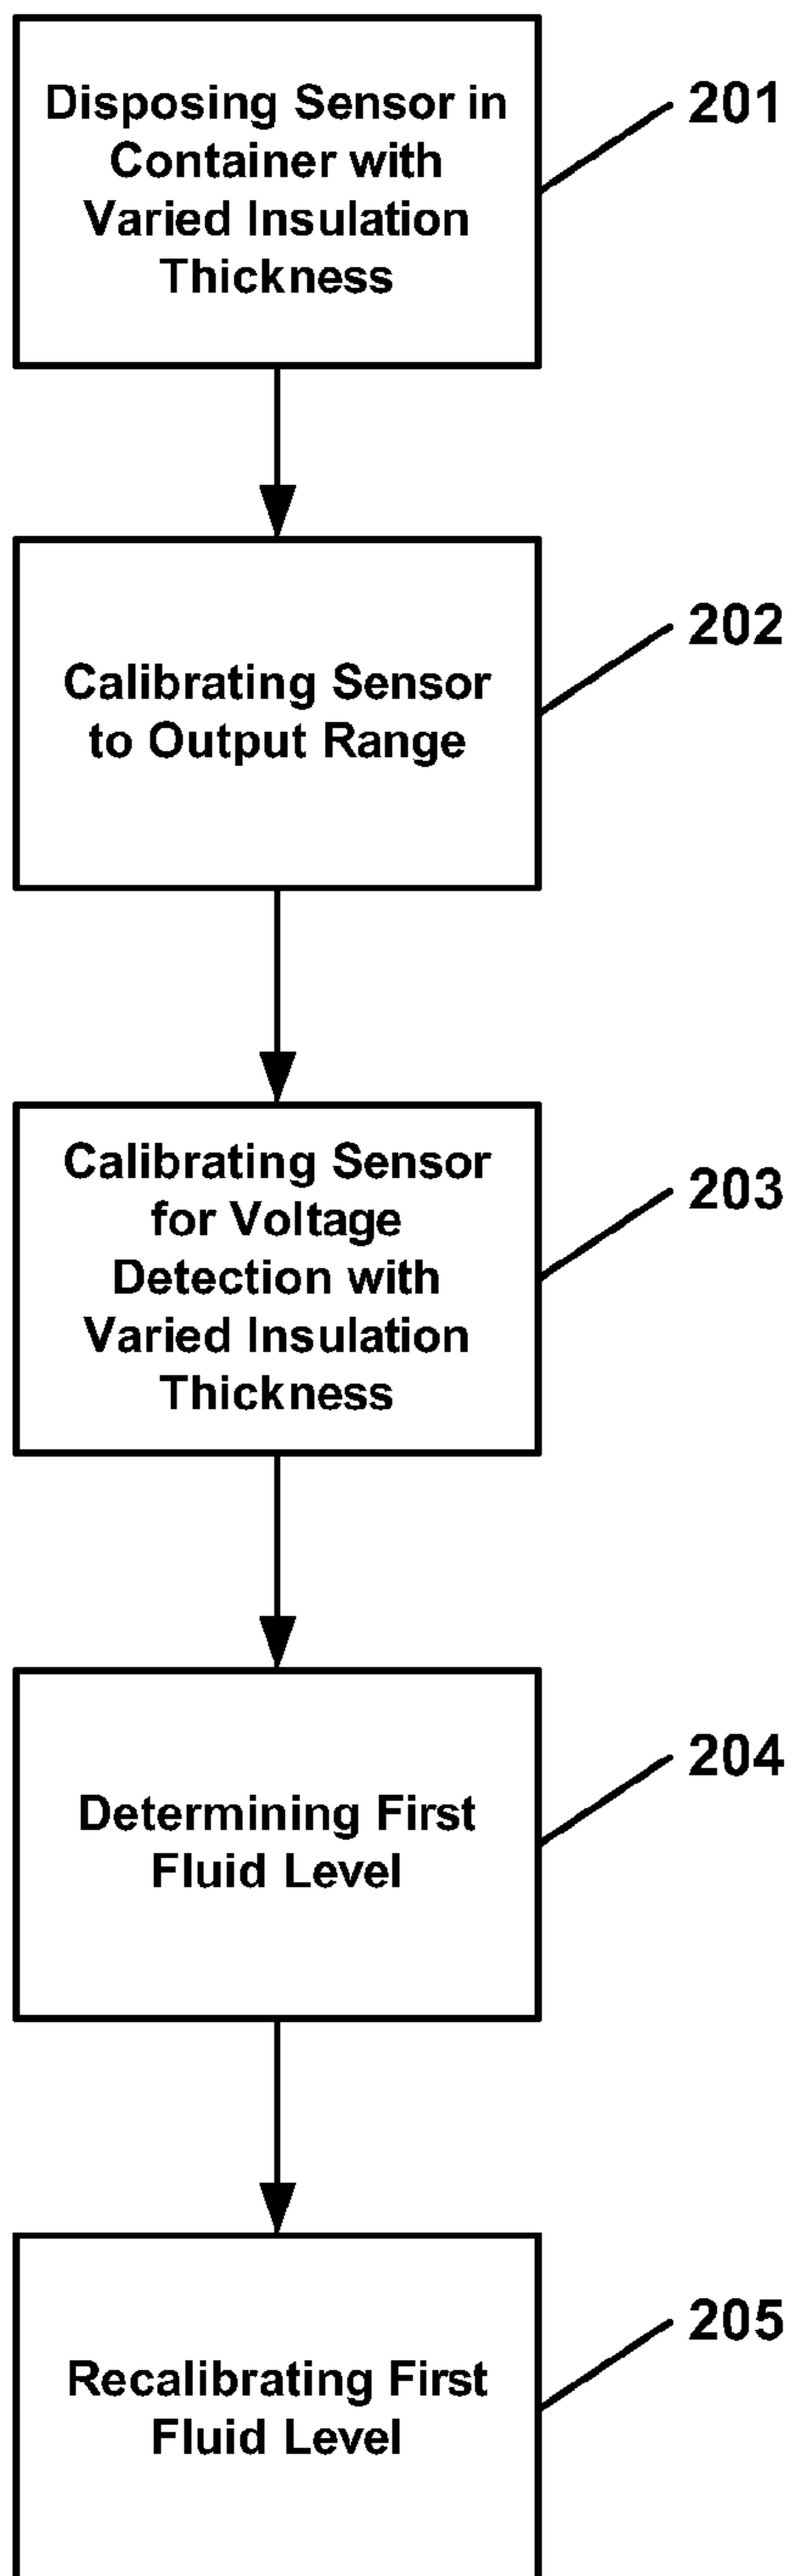 Disposing Sensor in
Container with
Varied Insulation
Thickness
201
Calibrating Sensor
to Output Range
202
Calibrating Sensor
for Voltage
Detection with
Varied Insulation
Thickness
203
Determining First
Fluid Level
204
Recalibrating First
Fluid Level
205